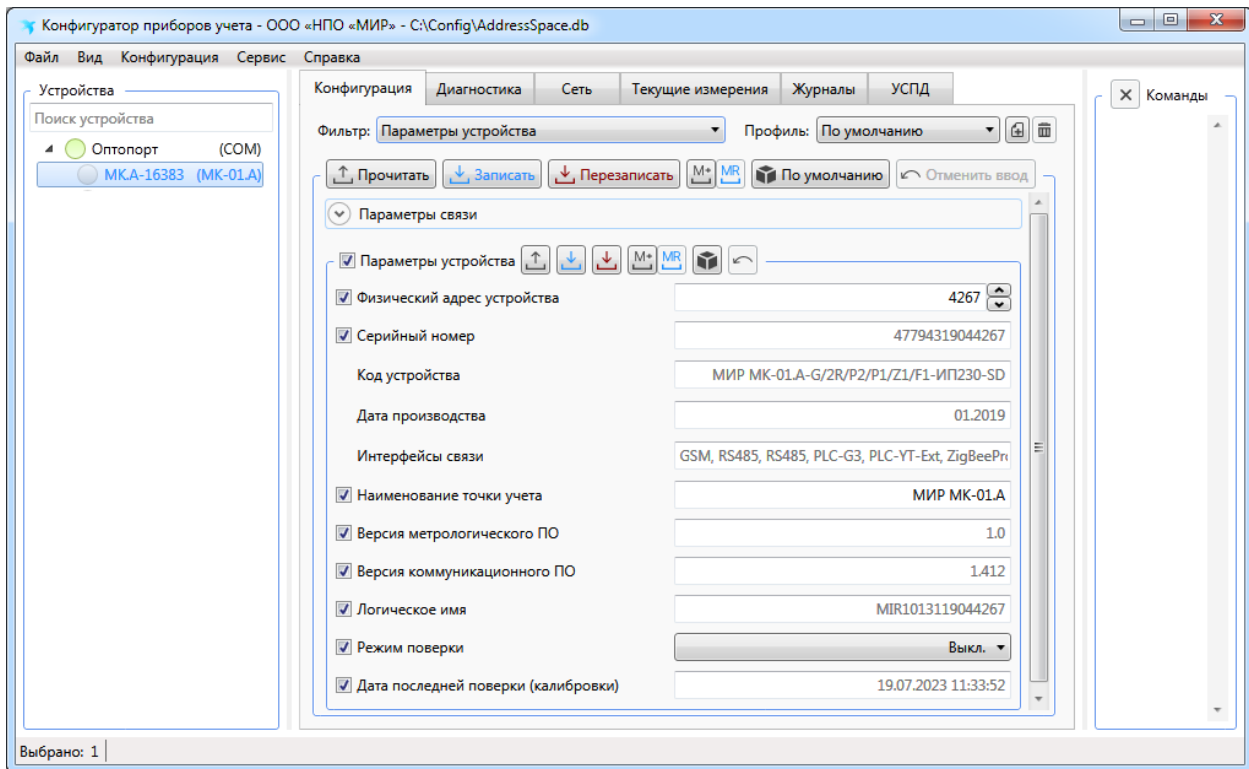 Конфигуратор приборов учета - ООО «НПО «МИР» - C:\Config\AddressSpace.db
Файл Вид Конфигурация Сервис Справка
Устройства
Поиск устройства
Оптопорт (COM)
MK.A-16383 (MK-01.A)
Конфигурация Диагностика Сеть Текущие измерения Журналы УСПД
Фильтр: Параметры устройства Профиль: По умолчанию
Прочитать Записать Перезаписать M+ MR По умолчанию Отменить ввод
Параметры связи
Параметры устройства M+ MR
Физический адрес устройства 4267
Серийный номер 47794319044267
Код устройства МИР МК-01.A-G/2R/P2/P1/Z1/F1-ИП230-SD
Дата производства 01.2019
Интерфейсы связи GSM, RS485, RS485, PLC-G3, PLC-YT-Ext, ZigBeePro
Наименование точки учета МИР МК-01.A
Версия метрологического ПО 1.0
Версия коммуникационного ПО 1.412
Логическое имя MIR1013119044267
Режим поверки Выкл.
Дата последней поверки (калибровки) 19.07.2023 11:33:52
Команды
Выбрано: 1